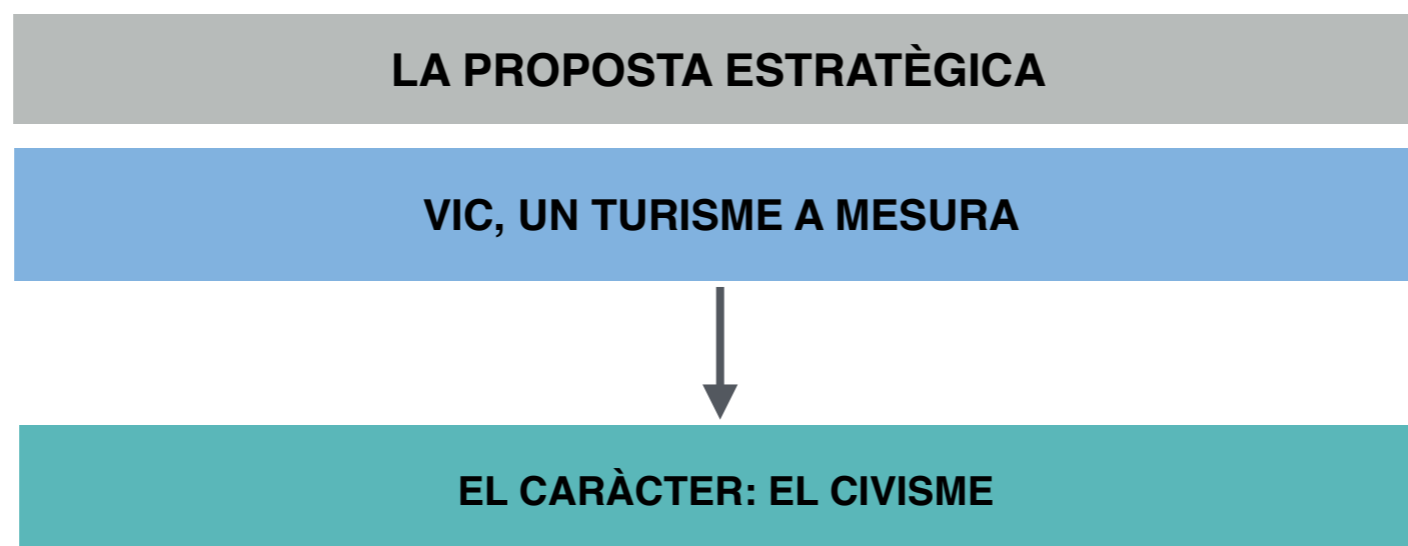 LA PROPOSTA ESTRATÈGICA
VIC, UN TURISME A MESURA
EL CARÀCTER: EL CIVISME